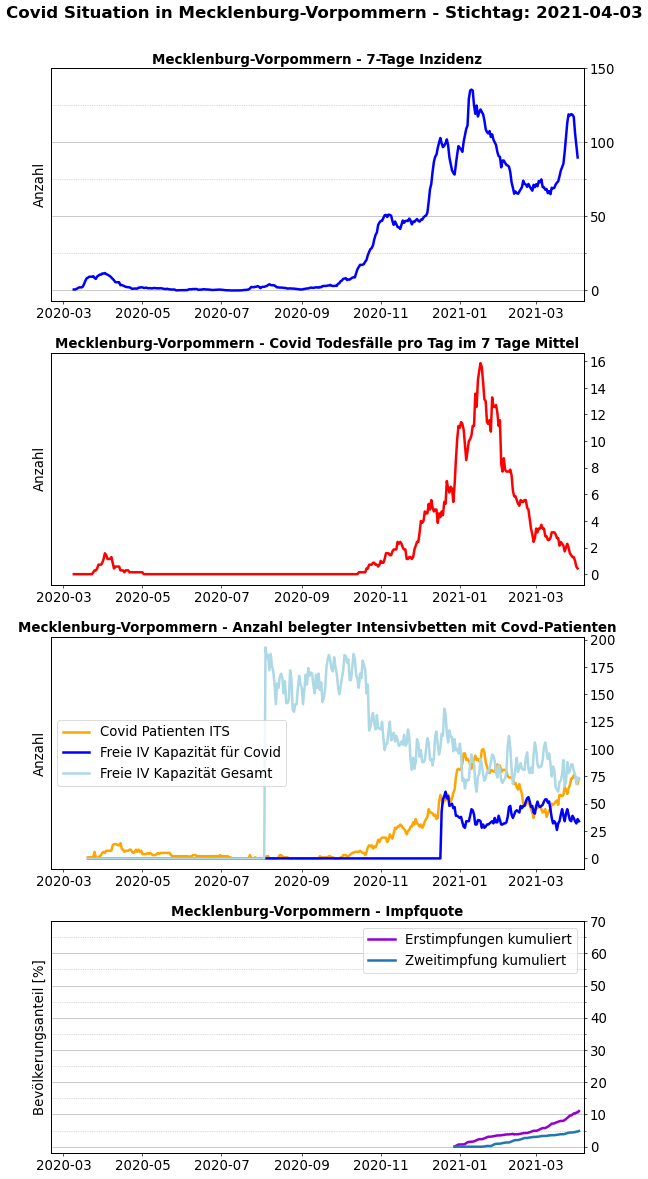 Covid Situation in Mecklenburg-Vorpommern - Stichtag: 2021-04-03
Mecklenburg-Vorpommern - 7-Tage Inzidenz
150
100
50
0
Anzahl
2020-03 2020-05 2020-07 2020-09 2020-11 2021-01 2021-03
Mecklenburg-Vorpommern - Covid Todesfälle pro Tag im 7 Tage Mittel
16
14
12
10
8
6
4
2
0
Anzahl
2020-03 2020-05 2020-07 2020-09 2020-11 2021-01 2021-03
Mecklenburg-Vorpommern - Anzahl belegter Intensivbetten mit Covd-Patienten
200
175
150
125
100
75
50
25
0
Anzahl
Covid Patienten ITS
Freie IV Kapazität für Covid
Freie IV Kapazität Gesamt
2020-03 2020-05 2020-07 2020-09 2020-11 2021-01 2021-03
Mecklenburg-Vorpommern - Impfquote
70
60
50
40
30
20
10
0
Bevölkerungsanteil [%]
Erstimpfungen kumuliert
Zweitimpfung kumuliert
2020-03 2020-05 2020-07 2020-09 2020-11 2021-01 2021-03